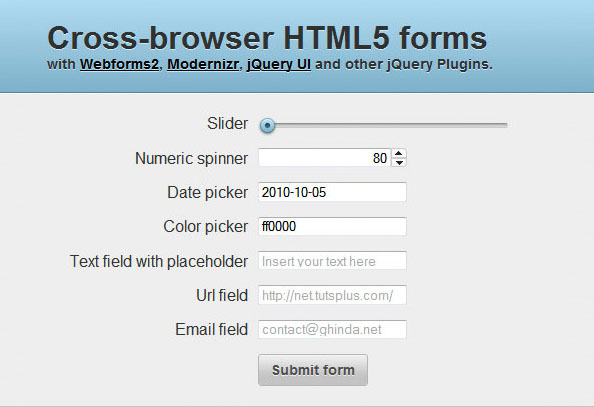 Cross-browser HTML5 forms
with Webforms2, Modernizr, jQuery UI and other jQuery Plugins.
Slider
Numeric spinner 80
Date picker 2010-10-05
Color picker ff0000
Text field with placeholder Insert your text here
Url field http://net.tutsplus.com/
Email field contact@ghinda.net
Submit form